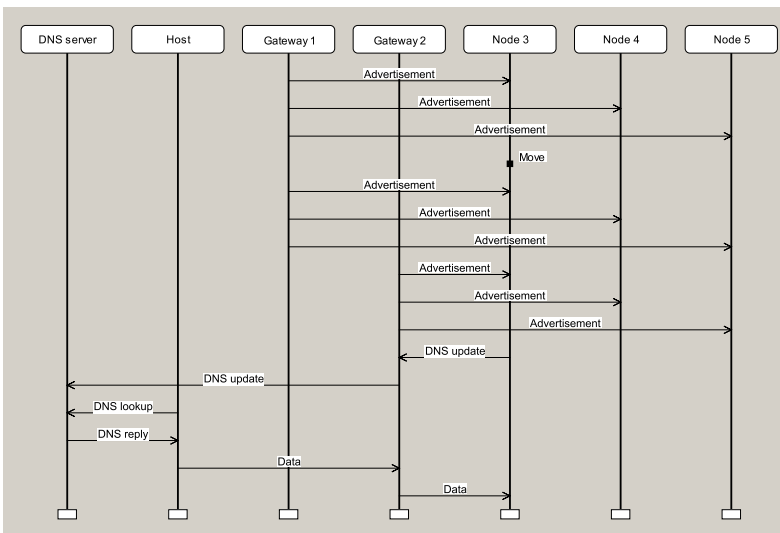 DNS server
Host
Gateway 1
Gateway 2
Node 3
Node 4
Node 5
Advertisement
Advertisement
Advertisement
Move
Advertisement
Advertisement
Advertisement
Advertisement
Advertisement
Advertisement
DNS update
DNS update
DNS lookup
DNS reply
Data
Data